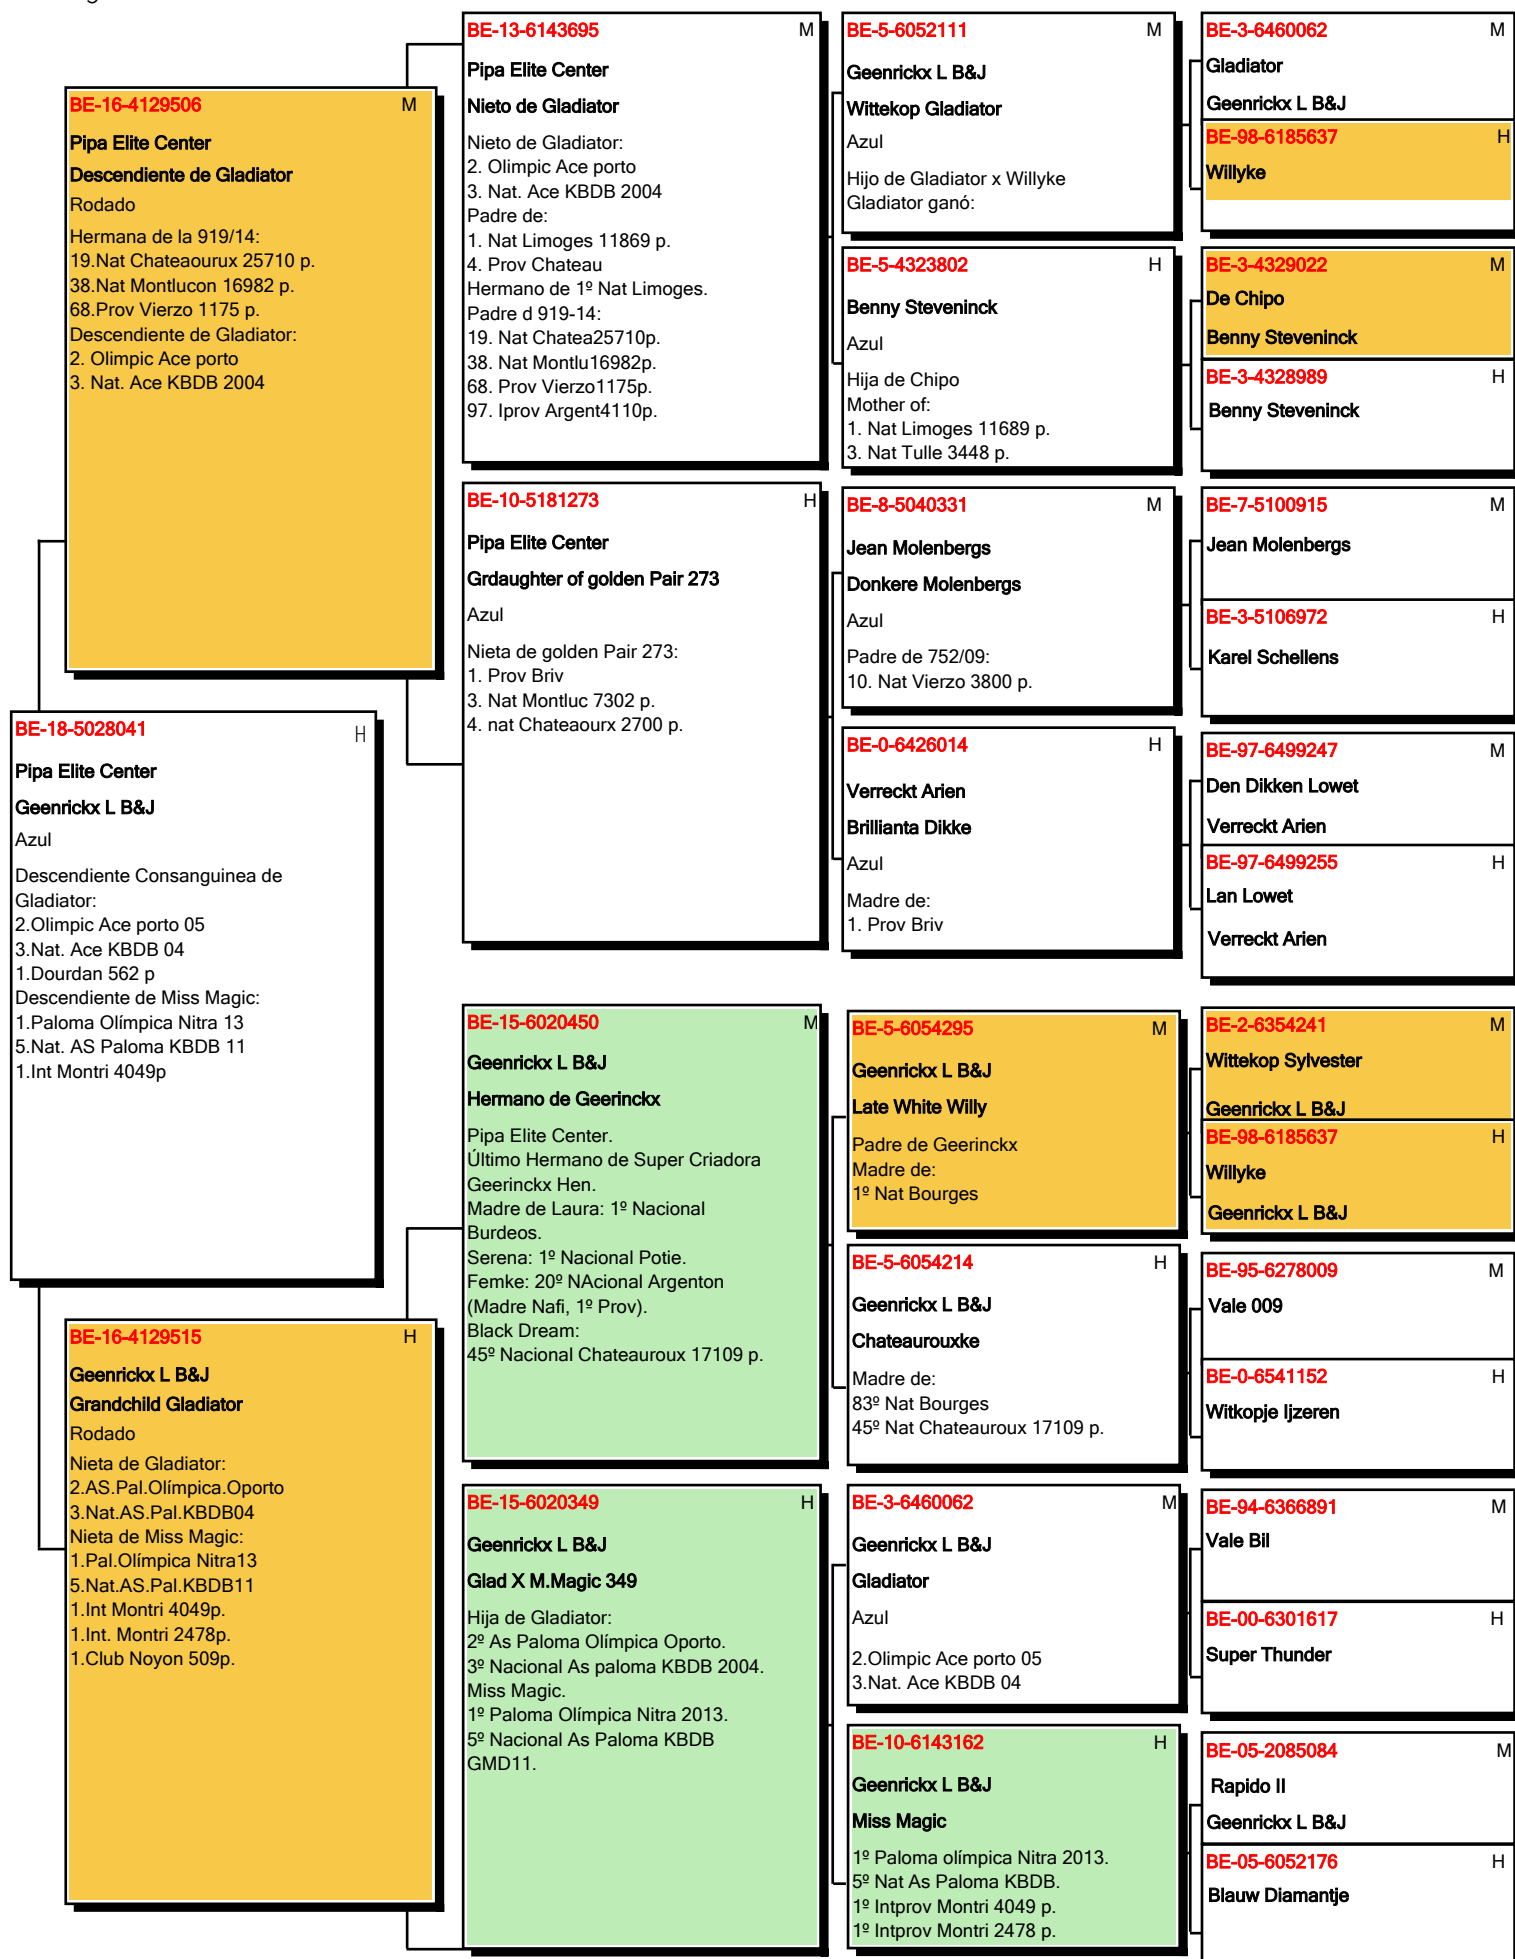 BE-18-5028041 H
Pipa Elite Center
Geenrickx L B&J
Azul
Descendiente Consanguinea de
Gladiator:
2.Olimpic Ace porto 05
3.Nat. Ace KBDB 04
1.Dourdan 562 p
Descendiente de Miss Magic:
1.Paloma Olímpica Nitra 13
5.Nat. AS Paloma KBDB 11
1.Int Montri 4049p
BE-16-4129506 M
Pipa Elite Center
Descendiente de Gladiator
Rodado
Hermana de la 919/14:
19.Nat Chateaourux 25710 p.
38.Nat Montlucon 16982 p.
68.Prov Vierzo 1175 p.
Descendiente de Gladiator:
2. Olimpic Ace porto
3. Nat. Ace KBDB 2004
BE-16-4129515 H
Geenrickx L B&J
Grandchild Gladiator
Rodado
Nieta de Gladiator:
2.AS.Pal.Olímpica.Oporto
3.Nat.AS.Pal.KBDB04
Nieta de Miss Magic:
1.Pal.Olímpica Nitra13
5.Nat.AS.Pal.KBDB11
1.Int Montri 4049p.
1.Int. Montri 2478p.
1.Club Noyon 509p.
BE-13-6143695 M
Pipa Elite Center
Nieto de Gladiator
Nieto de Gladiator:
2. Olimpic Ace porto
3. Nat. Ace KBDB 2004
Padre de:
1. Nat Limoges 11869 p.
4. Prov Chateau
Hermano de 1º Nat Limoges.
Padre d 919-14:
19. Nat Chatea25710p.
38. Nat Montlu16982p.
68. Prov Vierzo1175p.
97. Iprov Argent4110p.
BE-10-5181273 H
Pipa Elite Center
Grdaughter of golden Pair 273
Azul
Nieta de golden Pair 273:
1. Prov Briv
3. Nat Montluc 7302 p.
4. nat Chateaourx 2700 p.
BE-15-6020450 M
Geenrickx L B&J
Hermano de Geerinckx
Pipa Elite Center.
Último Hermano de Super Criadora
Geerinckx Hen.
Madre de Laura: 1º Nacional
Burdeos.
Serena: 1º Nacional Potie.
Femke: 20º NAcional Argenton
(Madre Nafi, 1º Prov).
Black Dream:
45º Nacional Chateauroux 17109 p.
BE-15-6020349 H
Geenrickx L B&J
Glad X M.Magic 349
Hija de Gladiator:
2º As Paloma Olímpica Oporto.
3º Nacional As paloma KBDB 2004.
Miss Magic.
1º Paloma Olímpica Nitra 2013.
5º Nacional As Paloma KBDB
GMD11.
BE-5-6052111 M
Geenrickx L B&J
Wittekop Gladiator
Azul
Hijo de Gladiator x Willyke
Gladiator ganó:
BE-5-4323802 H
Benny Steveninck
Azul
Hija de Chipo
Mother of:
1. Nat Limoges 11689 p.
3. Nat Tulle 3448 p.
BE-8-5040331 M
Jean Molenbergs
Donkere Molenbergs
Azul
Padre de 752/09:
10. Nat Vierzo 3800 p.
BE-0-6426014 H
Verreckt Arien
Brillianta Dikke
Azul
Madre de:
1. Prov Briv
BE-5-6054295 M
Geenrickx L B&J
Late White Willy
Padre de Geerinckx
Madre de:
1º Nat Bourges
BE-5-6054214 H
Geenrickx L B&J
Chateaurouxke
Madre de:
83º Nat Bourges
45º Nat Chateauroux 17109 p.
BE-3-6460062 M
Geenrickx L B&J
Gladiator
Azul
2.Olimpic Ace porto 05
3.Nat. Ace KBDB 04
BE-10-6143162 H
Geenrickx L B&J
Miss Magic
1º Paloma olímpica Nitra 2013.
5º Nat As Paloma KBDB.
1º Intprov Montri 4049 p.
1º Intprov Montri 2478 p.
BE-3-6460062 M
Gladiator
Geenrickx L B&J
BE-98-6185637 H
Willyke
BE-3-4329022 M
De Chipo
Benny Steveninck
BE-3-4328989 H
Benny Steveninck
BE-7-5100915 M
Jean Molenbergs
BE-3-5106972 H
Karel Schellens
BE-97-6499247 M
Den Dikken Lowet
Verreckt Arien
BE-97-6499255 H
Lan Lowet
Verreckt Arien
BE-2-6354241 M
Wittekop Sylvester
Geenrickx L B&J
BE-98-6185637 H
Willyke
Geenrickx L B&J
BE-95-6278009 M
Vale 009
BE-0-6541152 H
Witkopje Ijzeren
BE-94-6366891 M
Vale Bil
BE-00-6301617 H
Super Thunder
BE-05-2085084 M
Rapido II
Geenrickx L B&J
BE-05-6052176 H
Blauw Diamantje